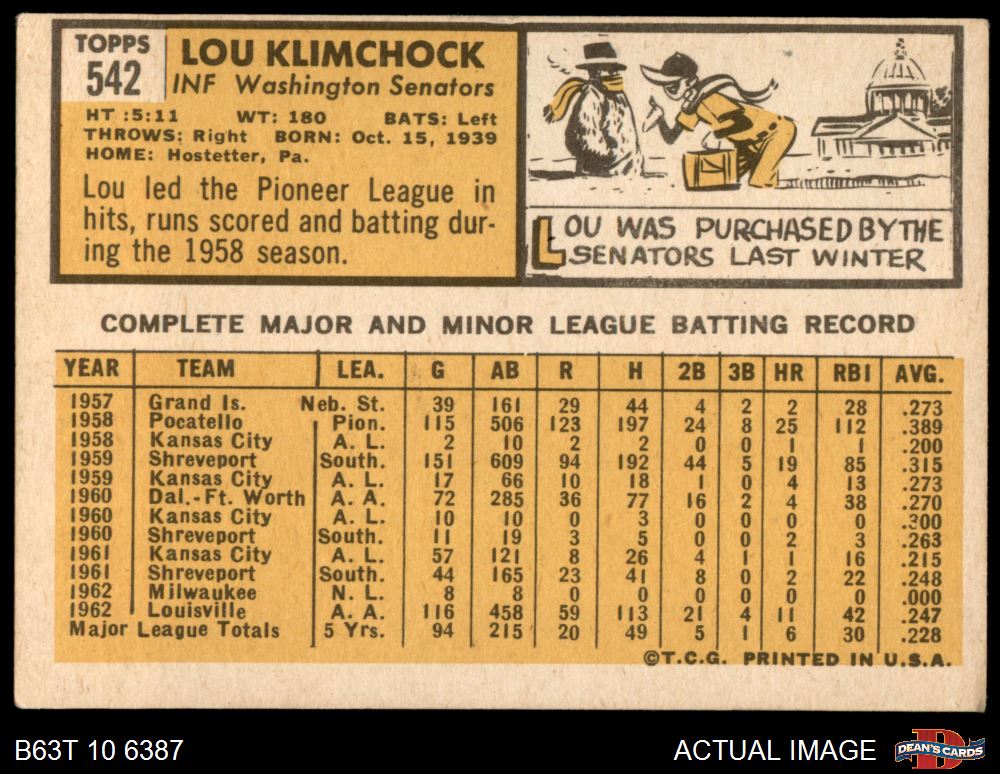 TOPPS
542
LOU KLIMCHOCK
INF Washington Senators
HT :5:11 WT: 180 BATS: Left
THROWS: Right BORN: Oct. 15, 1939
HOME: Hostetter, Pa.
Lou led the Pioneer League in
hits, runs scored and batting dur-
ing the 1958 season.
LOU WAS PURCHASED BY THE
SENATORS LAST WINTER
COMPLETE MAJOR AND MINOR LEAGUE BATTING RECORD
YEAR TEAM LEA. G AB R H 2B 3B HR RBI AVG.
1957 Grand Is. Neb. St. 39 161 29 44 4 2 2 28 .273
1958 Pocatello Pion. 115 506 123 197 24 8 25 112 .389
1958 Kansas City A. L. 2 10 2 2 0 0 1 1 .200
1959 Shreveport South. 151 609 94 192 44 5 19 85 .315
1959 Kansas City A. L. 17 66 10 18 1 0 4 13 .273
1960 Dal.-Ft. Worth A. A. 72 285 36 77 16 2 4 38 .270
1960 Kansas City A. L. 10 10 0 3 0 0 0 0 .300
1960 Shreveport South. 11 19 3 5 0 0 2 3 .263
1961 Kansas City A. L. 57 121 8 26 4 1 1 16 .215
1961 Shreveport South. 44 165 23 41 8 0 2 22 .248
1962 Milwaukee N. L. 8 8 0 0 0 0 0 0 .000
1962 Louisville A. A. 116 458 59 113 21 4 11 42 .247
Major League Totals 5 Yrs. 94 215 20 49 5 1 6 30 .228
©T.C.G. PRINTED IN U.S.A.
B63T 10 6387
ACTUAL IMAGE
DEAN'S CARDS